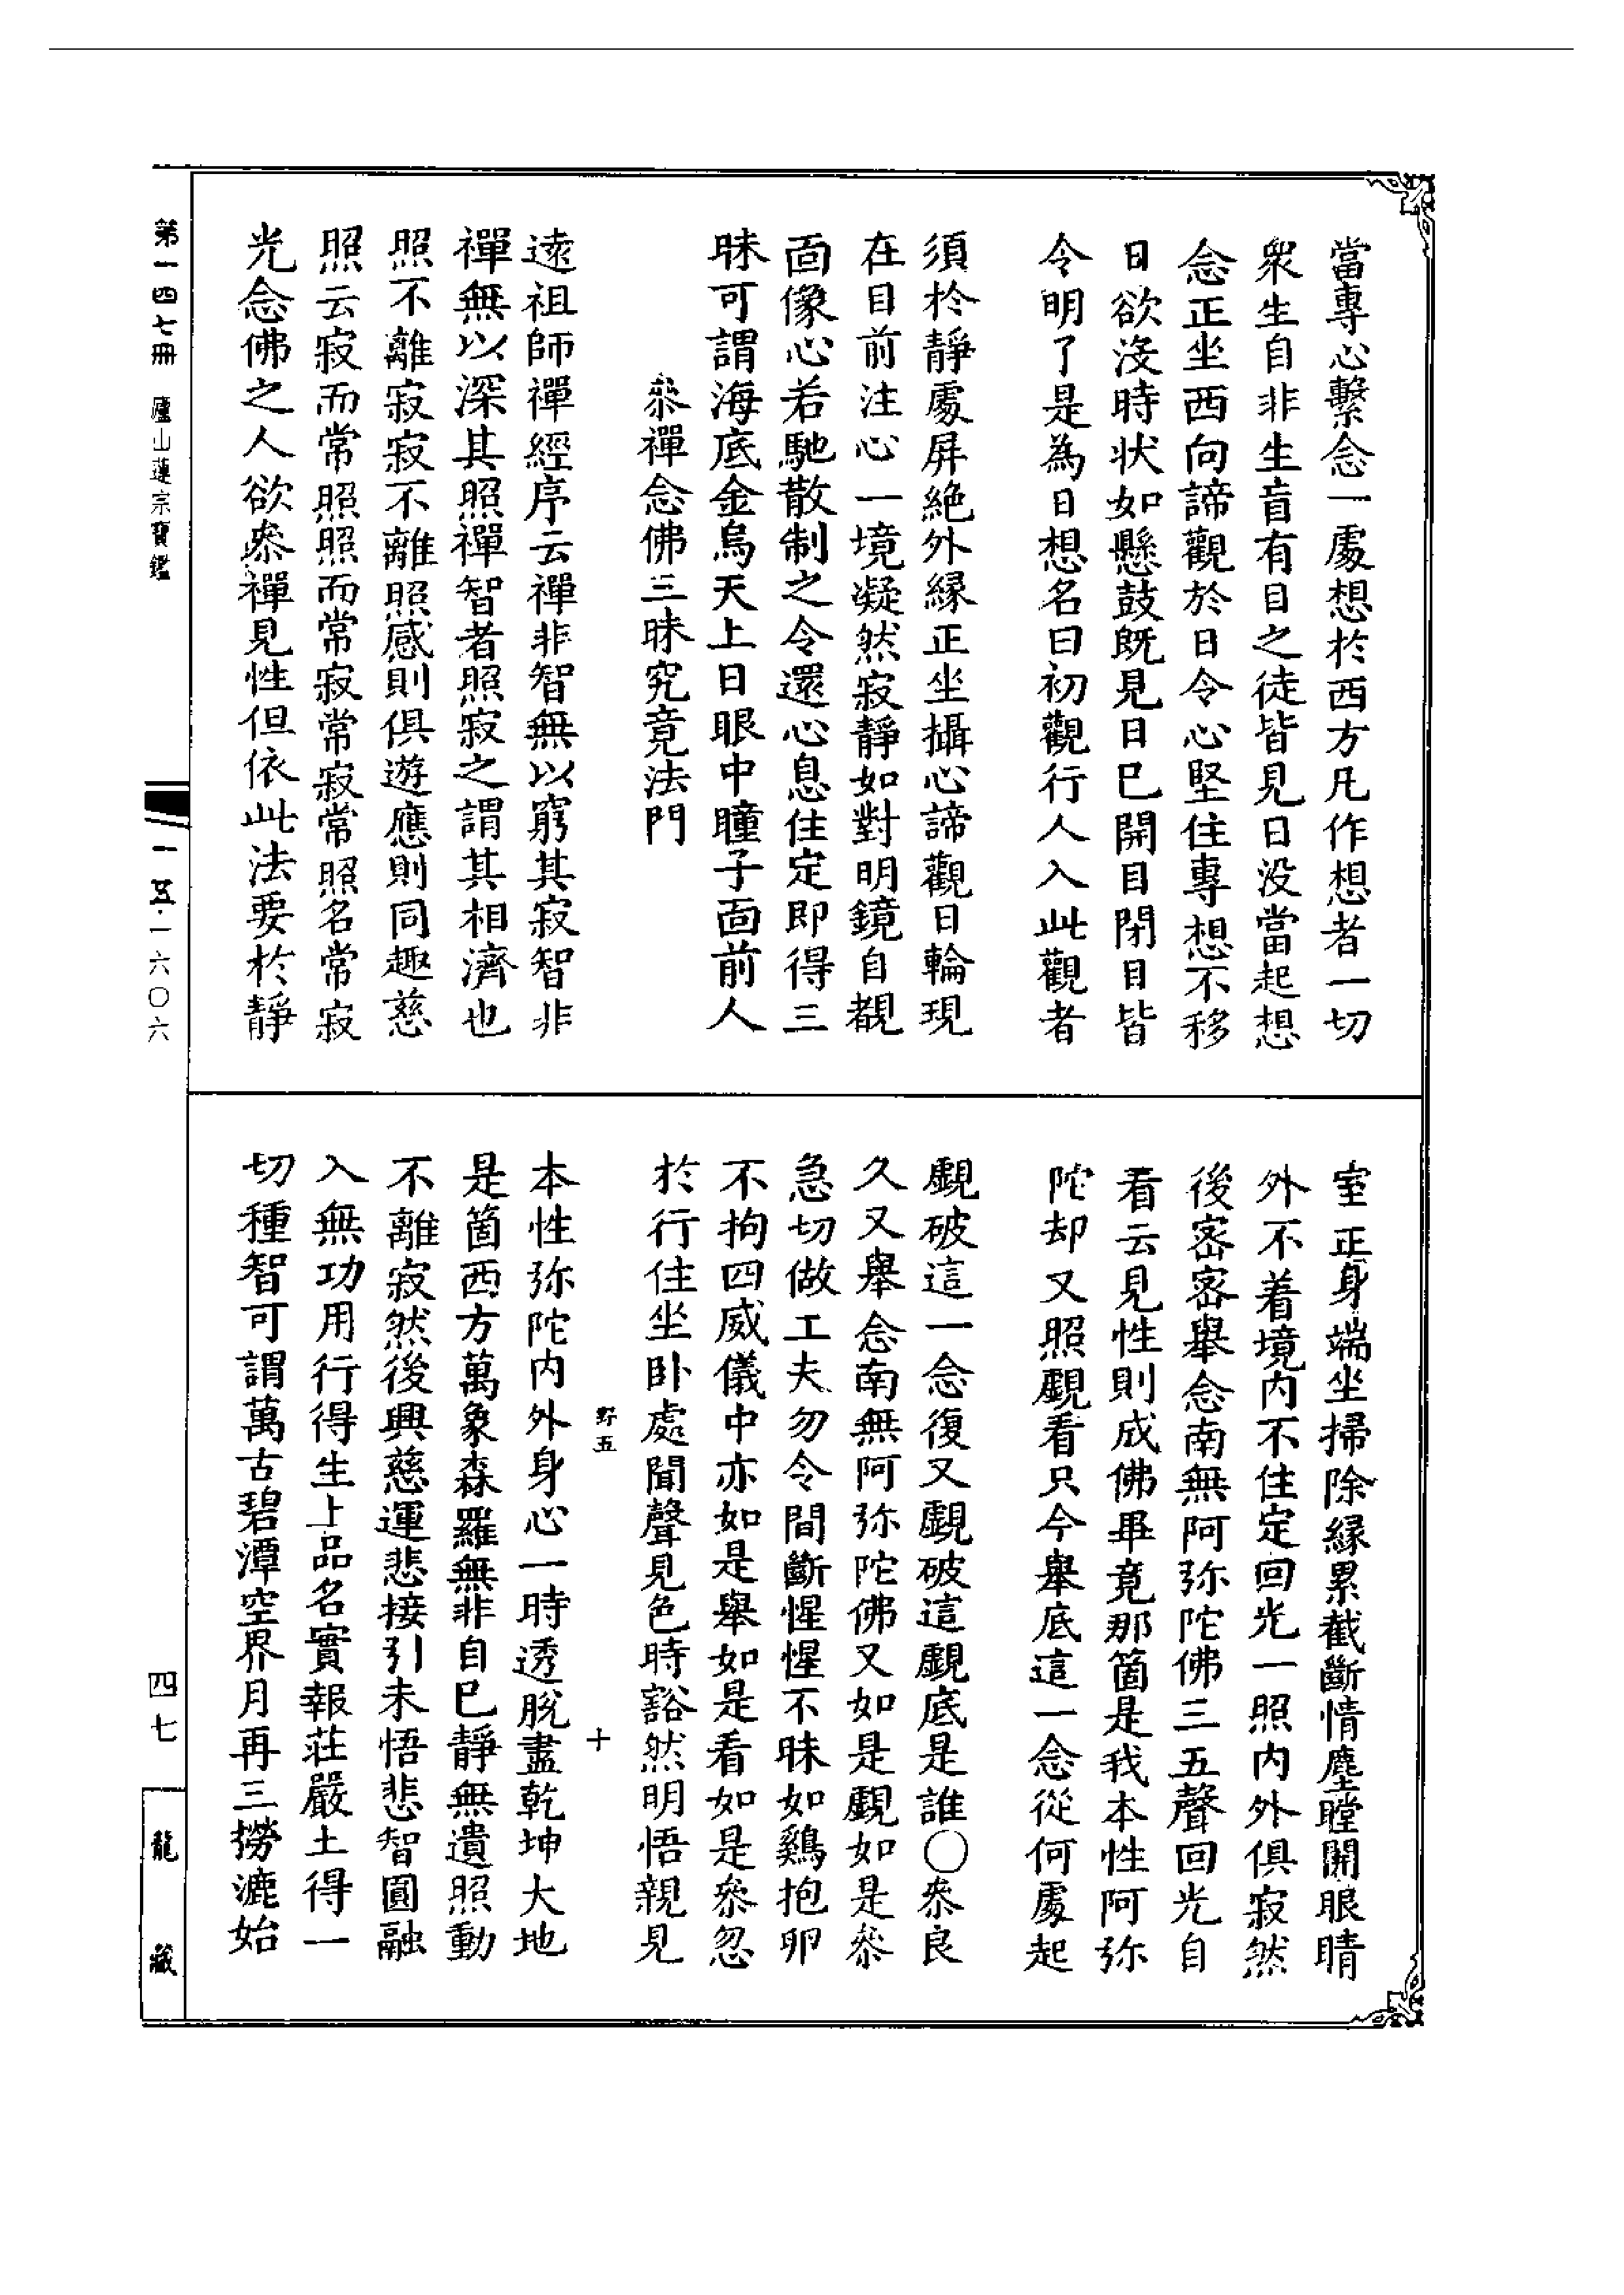 當專心繫念一處想於西方凡作想者一切
衆生自非生盲有目之徒皆見日没當起想
念正坐西向諦觀於日令心堅住專想不移
日欲没時状如懸鼓既見日已開目閉目皆
令明了是為日想名曰初觀行人入此觀者
須於靜處屏絶外縁正坐攝心諦觀日輪現
在目前注心一境凝然寂靜如對明鏡自覩
面像心若馳散制之令還心息住定即得三
昧可謂海底金烏天上日眼中瞳子面前人
叅禪念佛三昧究竟法門
遠祖師禪經序云禪非智無以窮其寂智非
禪無以深其照禪智者照寂之謂其相濟也
照不離寂寂不離照感則俱遊應則同趣慈
照云寂而常照照而常寂常寂常照名常寂
光念佛之人欲叅禪見性但依此法要於靜
室正身端坐掃除縁累截斷情塵瞠開眼睛
外不着境内不住定回光一照内外俱寂然
後密密舉念南無阿弥陀佛三五聲回光自
看云見性則成佛畢竟那箇是我本性阿弥
陀却又照覷看只今舉底這一念從何處起
覷破這一念復又覷破這覷底是誰〇叅良
久又舉念南無阿弥陀佛又如是覷如是叅
急切做工夫勿令間斷惺惺不昧如鷄抱卵
不拘四威儀中亦如是舉如是看如是叅忽
於行住坐卧處聞聲見色時豁然明悟親見
野五 十
本性弥陀内外身心一時透脱盡乾坤大地
是箇西方萬象森羅無非自己靜無遺照動
不離寂然後興慈運悲接引未悟悲智圓融
入無功用行得生上品名實報莊嚴土得一
切種智可謂萬古碧潭空界月再三撈漉始
第一四七冊 廬山蓮宗寶鑑 一一五·一六〇六
四七
龍藏